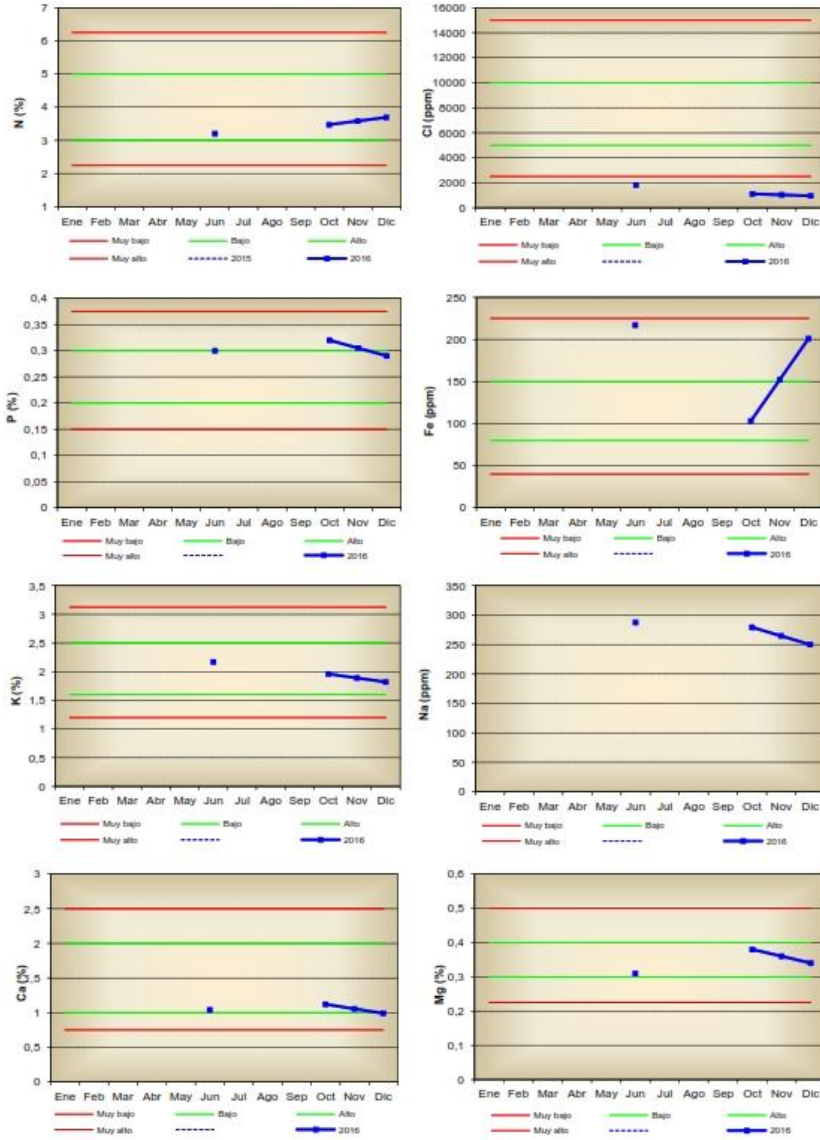 N (%)
7
6
5
4
3
2
1
Ene Feb Mar Abr May Jun Jul Ago Sep Oct Nov Dic
Muy bajo Bajo Alto
Muy alto 2015 2016
Cl (ppm)
16000
14000
12000
10000
8000
6000
4000
2000
0
Ene Feb Mar Abr May Jun Jul Ago Sep Oct Nov Dic
Muy bajo Bajo Alto
Muy alto 2016
P (%)
0,4
0,35
0,3
0,25
0,2
0,15
0,1
0,05
0
Ene Feb Mar Abr May Jun Jul Ago Sep Oct Nov Dic
Muy bajo Bajo Alto
Muy alto 2016
Fe (ppm)
250
200
150
100
50
0
Ene Feb Mar Abr May Jun Jul Ago Sep Oct Nov Dic
Muy bajo Bajo Alto
Muy alto 2016
K (%)
3,5
3
2,5
2
1,5
1
0,5
0
Ene Feb Mar Abr May Jun Jul Ago Sep Oct Nov Dic
Muy bajo Bajo Alto
Muy alto 2016
Na (ppm)
350
300
250
200
150
100
50
0
Ene Feb Mar Abr May Jun Jul Ago Sep Oct Nov Dic
Muy bajo Bajo Alto
Muy alto 2016
Ca (%)
3
2,5
2
1,5
1
0,5
0
Ene Feb Mar Abr May Jun Jul Ago Sep Oct Nov Dic
Muy bajo Bajo Alto
Muy alto 2016
Mg (%)
0,6
0,5
0,4
0,3
0,2
0,1
0
Ene Feb Mar Abr May Jun Jul Ago Sep Oct Nov Dic
Muy bajo Bajo Alto
Muy alto 2016